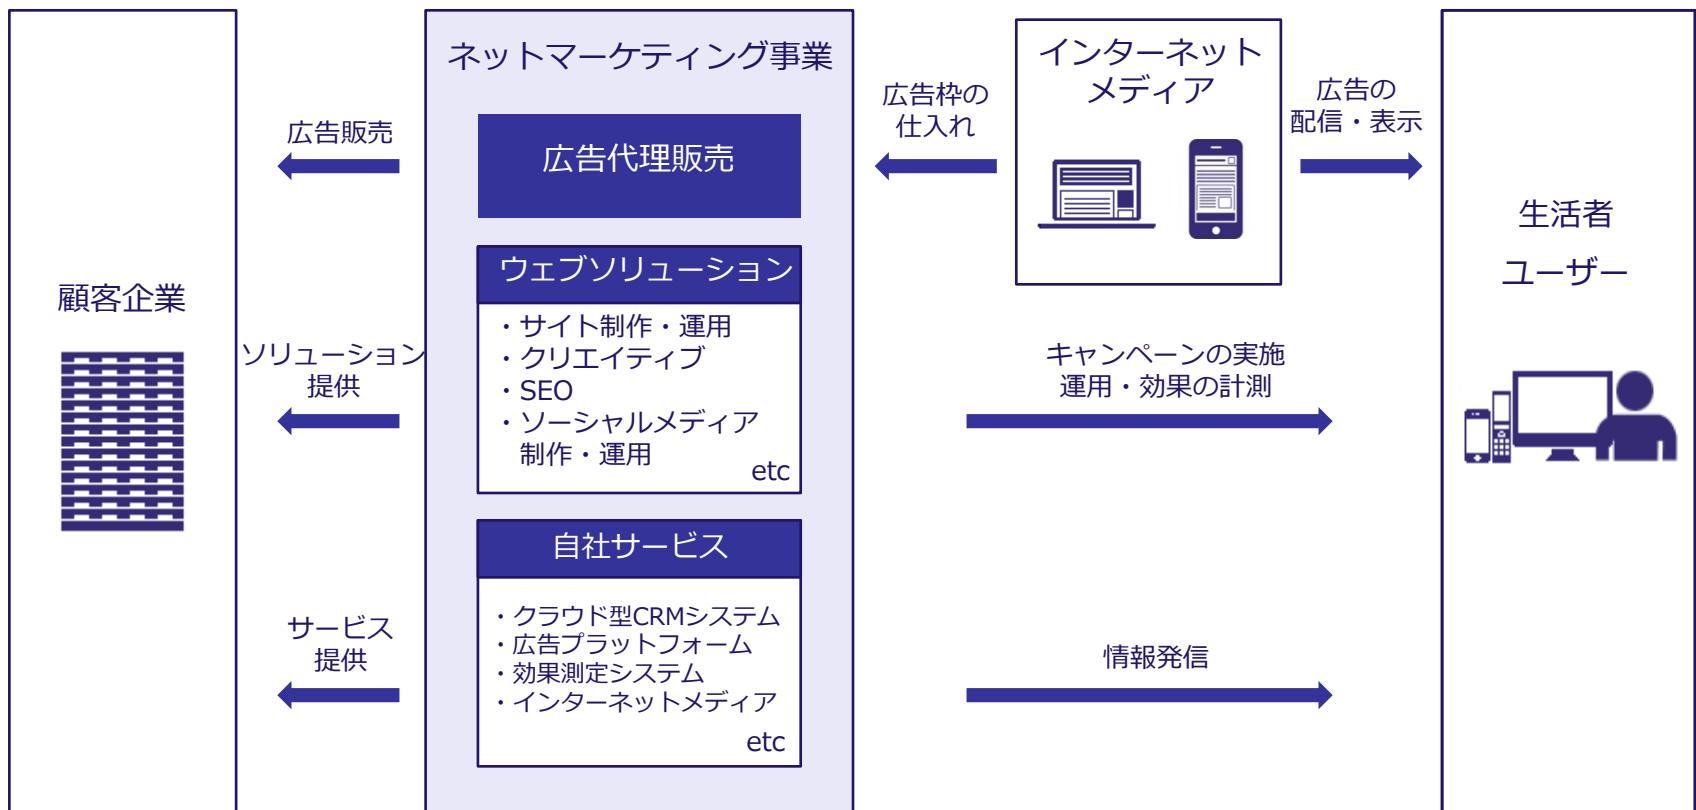 顧客企業
広告販売
ソリューション
提供
サービス
提供
ネットマーケティング事業
広告代理販売
ウェブソリューション
・サイト制作・運用
・クリエイティブ
・SEO
・ソーシャルメディア
制作・運用
etc
自社サービス
・クラウド型CRMシステム
・広告プラットフォーム
・効果測定システム
・インターネットメディア
etc
広告枠の
仕入れ
インターネット
メディア
広告の
配信・表示
キャンペーンの実施
運用・効果の計測
情報発信
生活者
ユーザー